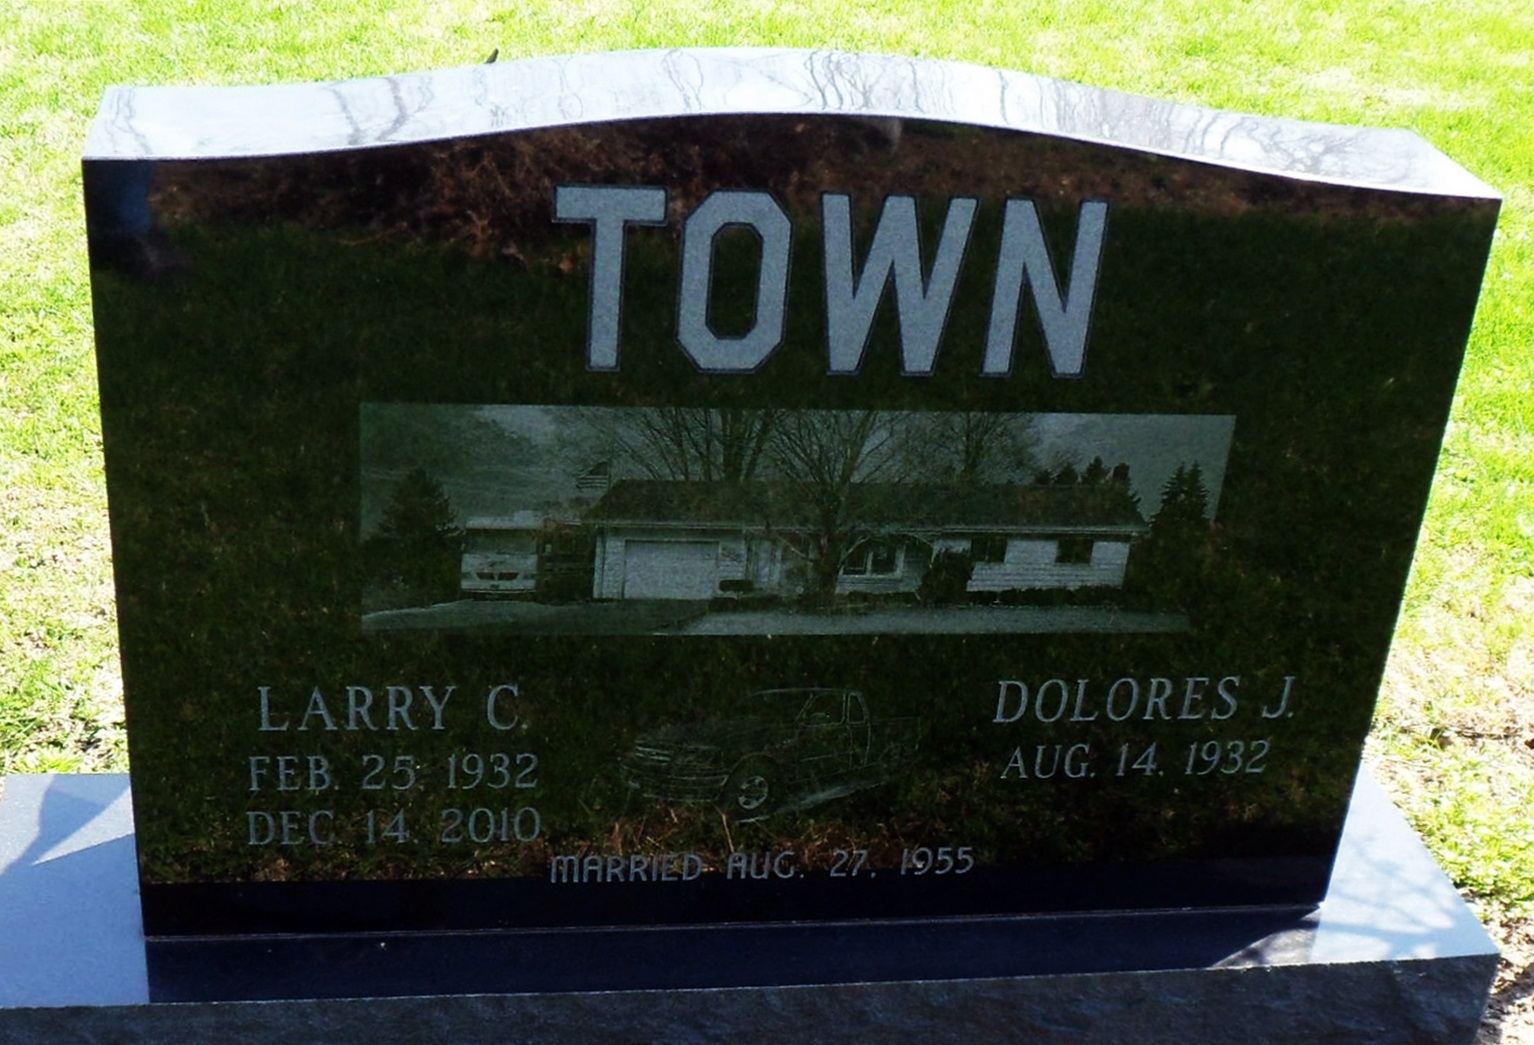 TOWN
LARRY C.
FEB. 25. 1932
DEC. 14. 2010
DOLORES J.
AUG. 14. 1932
MARRIED AUG. 27. 1955